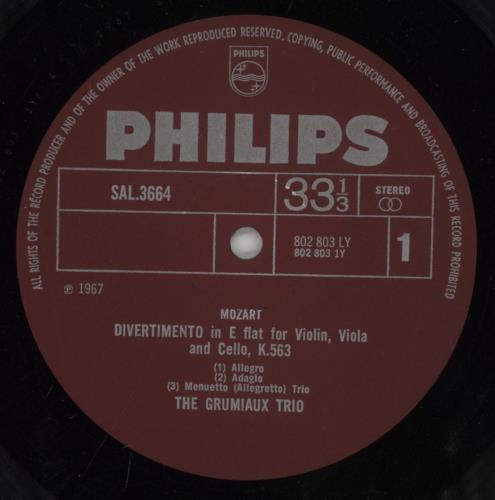 ALL RIGHTS OF THE RECORD PRODUCER AND OF THE OWNER OF THE WORK REPRODUCED RESERVED. COPYING, PUBLIC PERFORMANCE AND BROADCASTING OF THIS RECORD PROHIBITED
PHILIPS
PHILIPS
SAL.3664
33 1/3
STEREO
802 803 LY
802 803 1Y
1
℗ 1967
MOZART
DIVERTIMENTO in E flat for Violin, Viola
and Cello, K.563
(1) Allegro
(2) Adagio
(3) Menuetto (Allegretto) Trio
THE GRUMIAUX TRIO